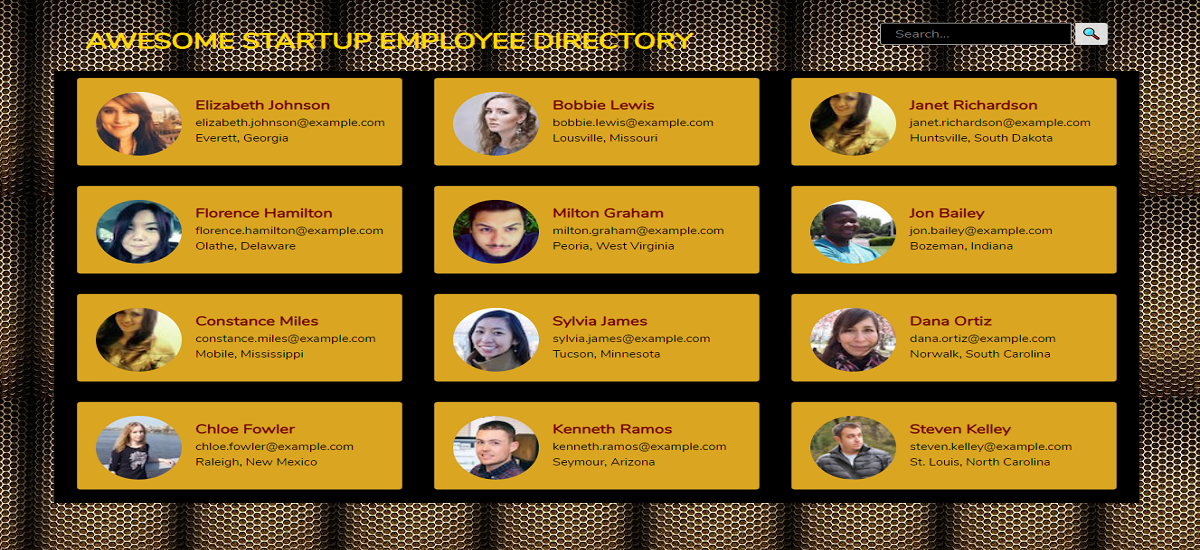 AWESOME STARTUP EMPLOYEE DIRECTORY
Search...
Elizabeth Johnson
elizabeth.johnson@example.com
Everett, Georgia
Bobbie Lewis
bobbie.lewis@example.com
Lousville, Missouri
Janet Richardson
janet.richardson@example.com
Huntsville, South Dakota
Florence Hamilton
florence.hamilton@example.com
Olathe, Delaware
Milton Graham
milton.graham@example.com
Peoria, West Virginia
Jon Bailey
jon.bailey@example.com
Bozeman, Indiana
Constance Miles
constance.miles@example.com
Mobile, Mississippi
Sylvia James
sylvia.james@example.com
Tucson, Minnesota
Dana Ortiz
dana.ortiz@example.com
Norwalk, South Carolina
Chloe Fowler
chloe.fowler@example.com
Raleigh, New Mexico
Kenneth Ramos
kenneth.ramos@example.com
Seymour, Arizona
Steven Kelley
steven.kelley@example.com
St. Louis, North Carolina